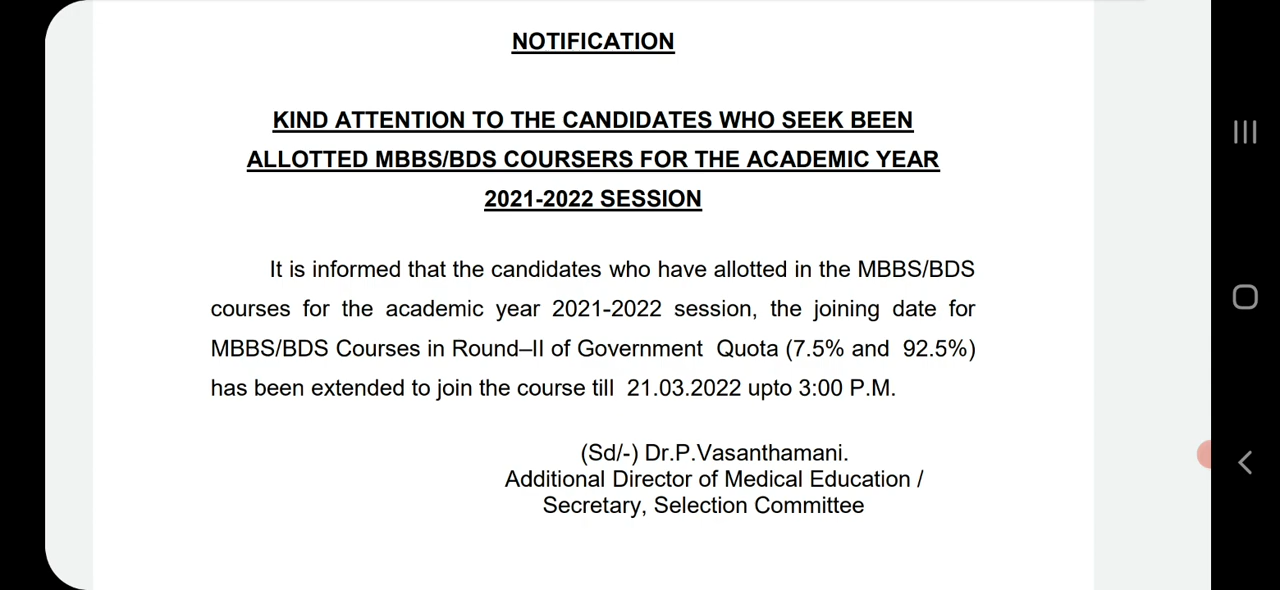 NOTIFICATION
KIND ATTENTION TO THE CANDIDATES WHO SEEK BEEN
ALLOTTED MBBS/BDS COURSERS FOR THE ACADEMIC YEAR
2021-2022 SESSION
It is informed that the candidates who have allotted in the MBBS/BDS
courses for the academic year 2021-2022 session, the joining date for
MBBS/BDS Courses in Round–II of Government Quota (7.5% and 92.5%)
has been extended to join the course till 21.03.2022 upto 3:00 P.M.
(Sd/-) Dr.P.Vasanthamani.
Additional Director of Medical Education /
Secretary, Selection Committee